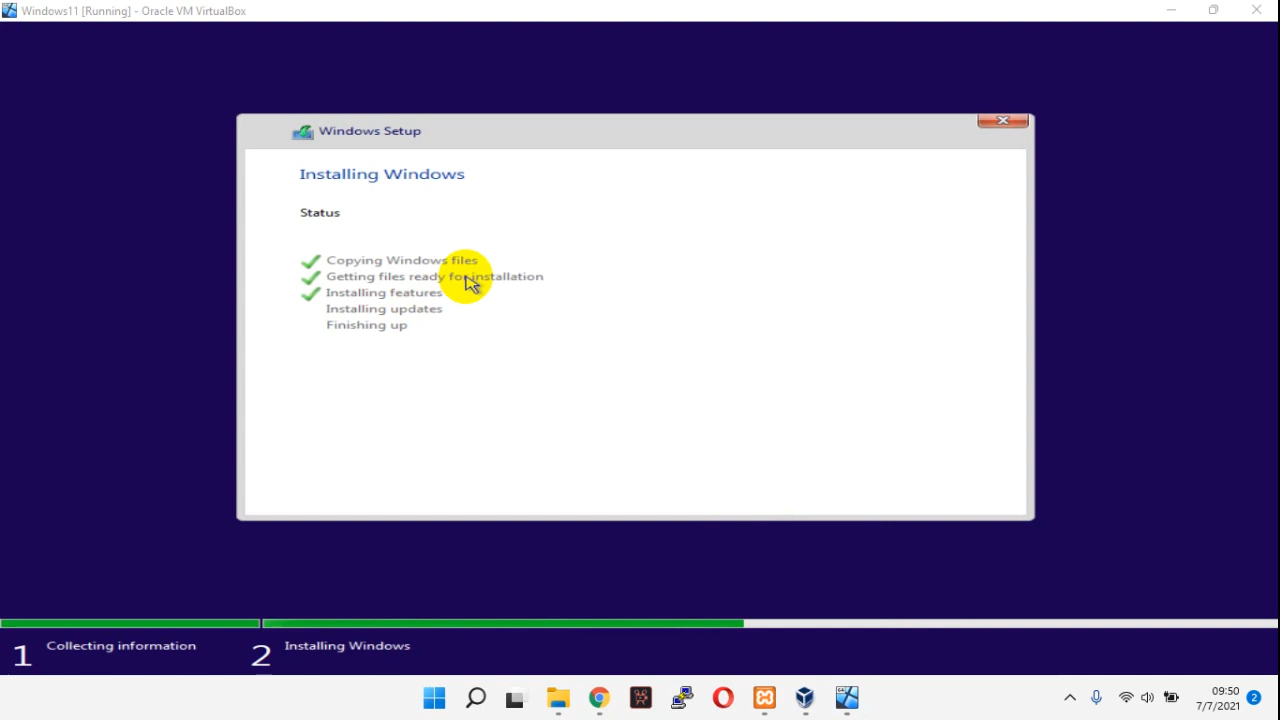 Windows11 [Running] - Oracle VM VirtualBox
Windows Setup
Installing Windows
Status
Copying Windows files
Getting files ready for installation
Installing features
Installing updates
Finishing up
1 Collecting information 2 Installing Windows
09:50
7/7/2021
2